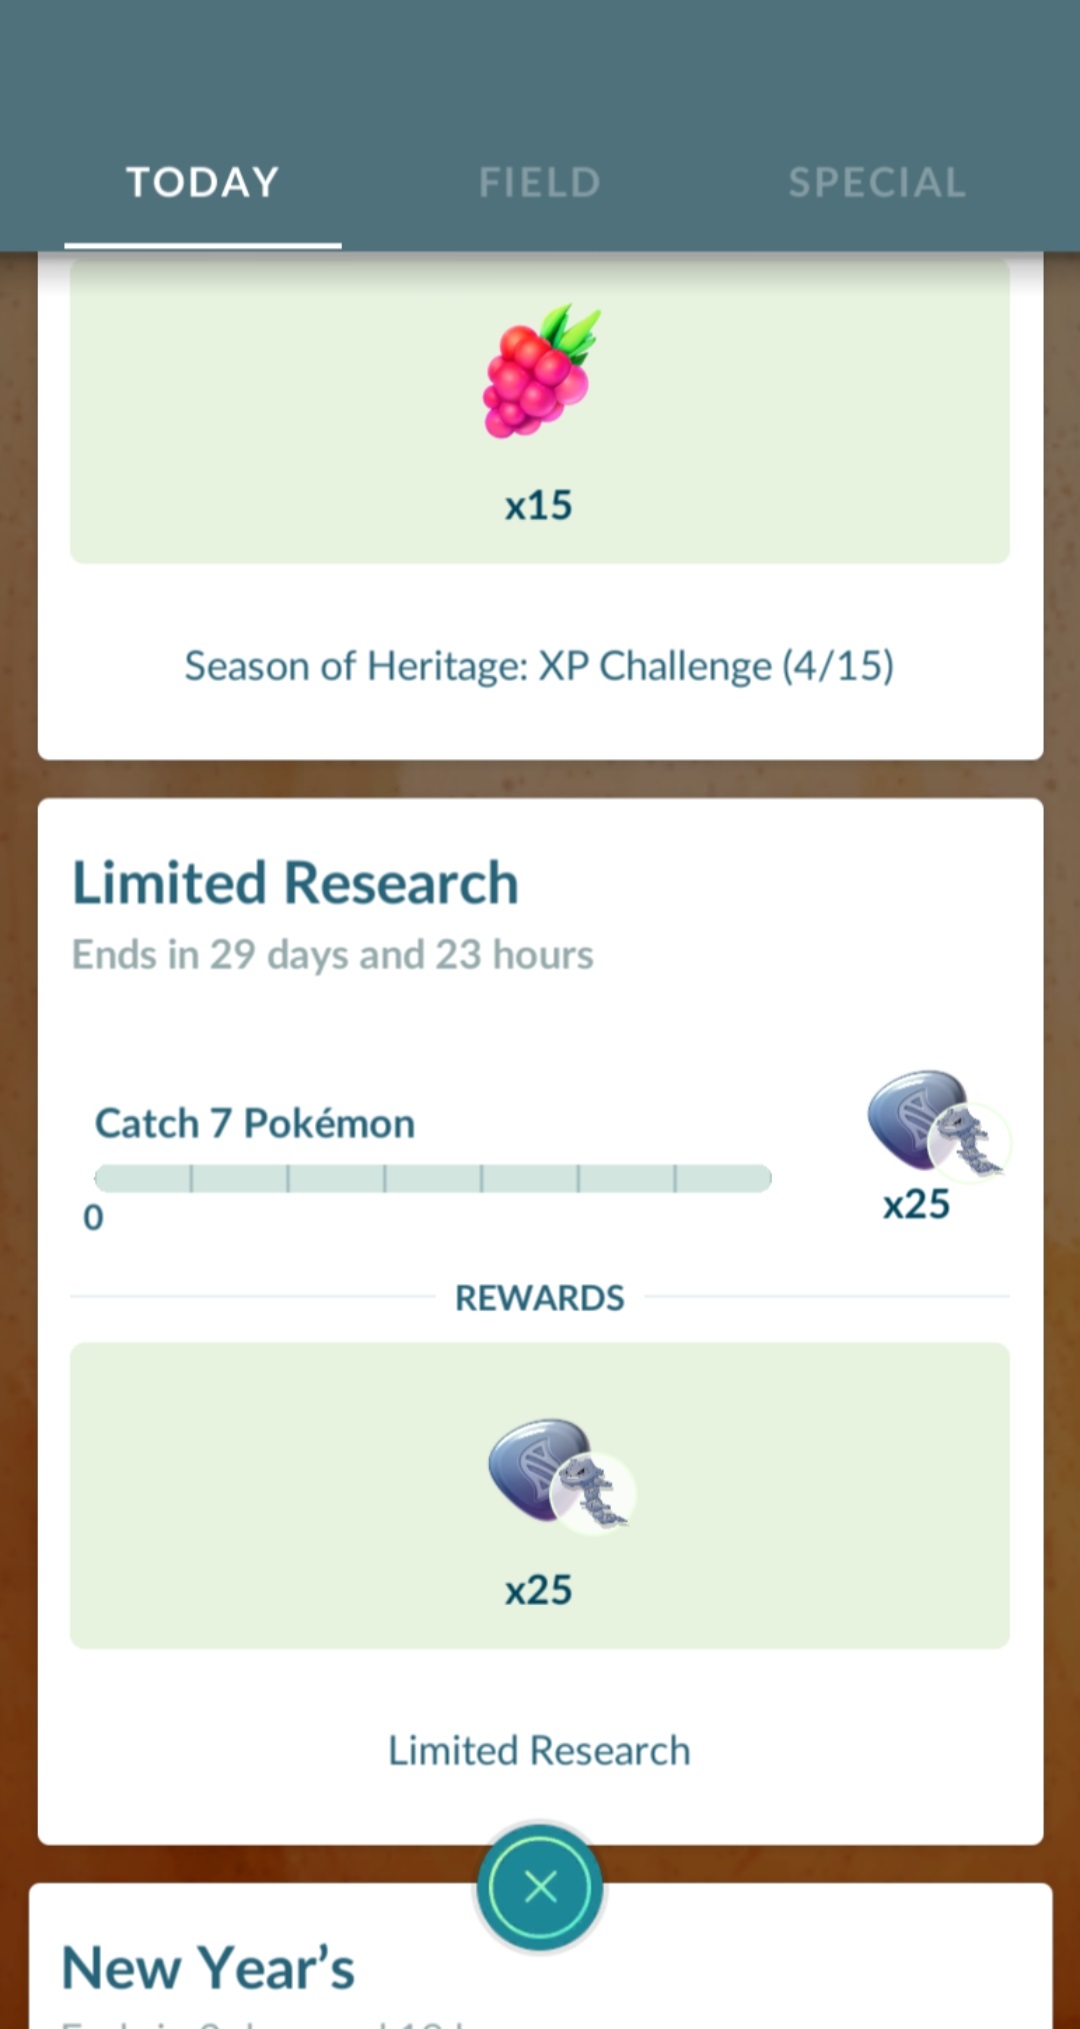 TODAY FIELD SPECIAL
x15
Season of Heritage: XP Challenge (4/15)
Limited Research
Ends in 29 days and 23 hours
Catch 7 Pokémon
0
x25
REWARDS
x25
Limited Research
New Year's